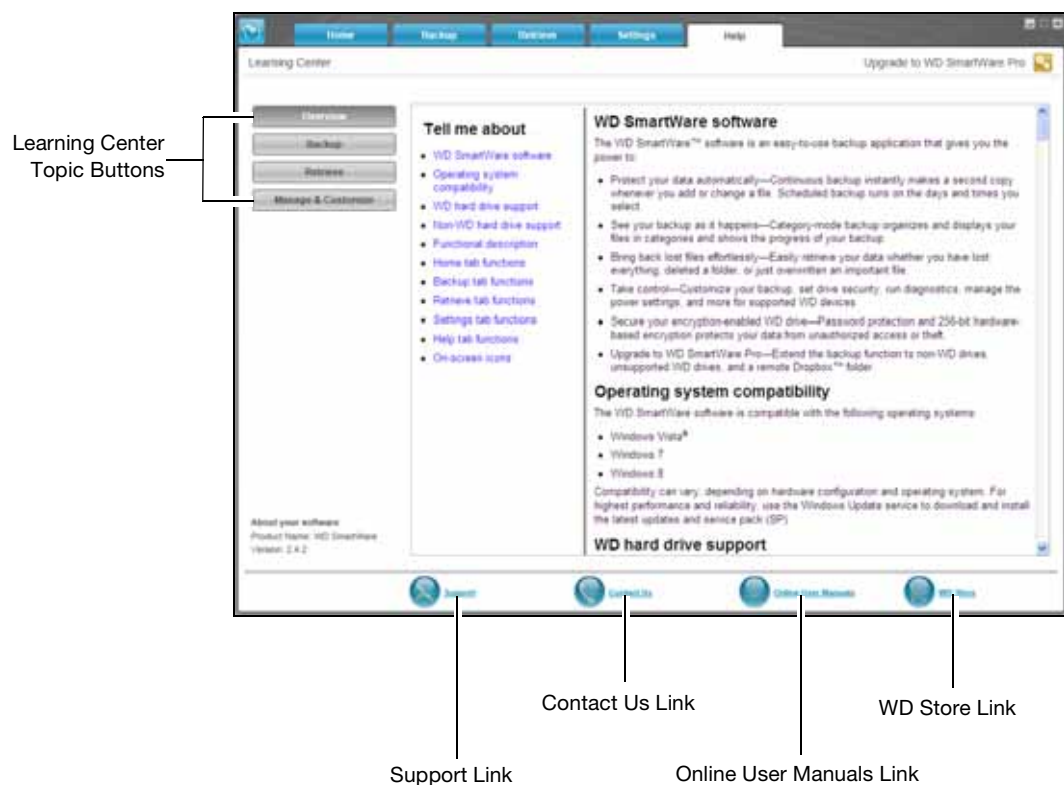 Home Backup Retrieve Settings Help
Learning Center Upgrade to WD SmartWare Pro
Learning Center
Topic Buttons
Overview
Backup
Retrieve
Manage & Customize
Tell me about
• WD SmartWare software
• Operating system
compatibility
• WD hard drive support
• Non-WD hard drive support
• Functional description
• Home tab functions
• Backup tab functions
• Retrieve tab functions
• Settings tab functions
• Help tab functions
• On-screen icons
WD SmartWare software
The WD SmartWare™ software is an easy-to-use backup application that gives you the
power to:
• Protect your data automatically—Continuous backup instantly makes a second copy
whenever you add or change a file. Scheduled backup runs on the days and times you
select.
• See your backup as it happens—Category-mode backup organizes and displays your
files in categories and shows the progress of your backup.
• Bring back lost files effortlessly—Easily retrieve your data whether you have lost
everything, deleted a folder, or just overwritten an important file.
• Take control—Customize your backup, set drive security, run diagnostics, manage the
power settings, and more for supported WD devices.
• Secure your encryption-enabled WD drive—Password protection and 256-bit hardware-
based encryption protects your data from unauthorized access or theft.
• Upgrade to WD SmartWare Pro—Extend the backup function to non-WD drives,
unsupported WD drives, and a remote Dropbox™ folder
Operating system compatibility
The WD SmartWare software is compatible with the following operating systems:
• Windows Vista®
• Windows 7
• Windows 8
Compatibility can vary, depending on hardware configuration and operating system. For
highest performance and reliability, use the Windows Update service to download and install
the latest updates and service pack (SP)
WD hard drive support
About your software
Product Name: WD SmartWare
Version: 2.4.2
Support Contact Us Online User Manuals WD Store
Contact Us Link
WD Store Link
Support Link
Online User Manuals Link